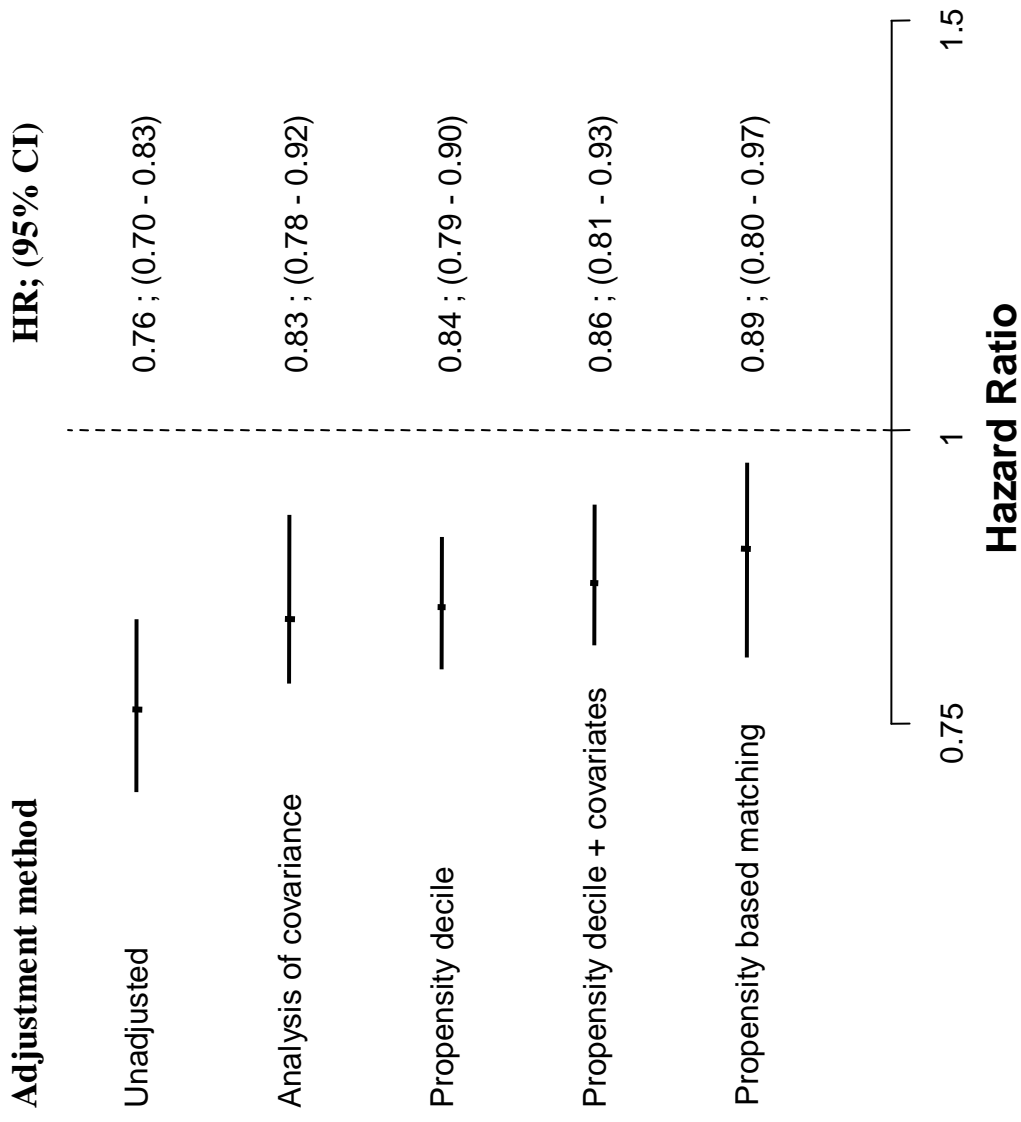 Adjustment method HR; (95% CI)
Unadjusted 0.76 ; (0.70 - 0.83)
Analysis of covariance 0.83 ; (0.78 - 0.92)
Propensity decile 0.84 ; (0.79 - 0.90)
Propensity decile + covariates 0.86 ; (0.81 - 0.93)
Propensity based matching 0.89 ; (0.80 - 0.97)
0.75 1 1.5
Hazard Ratio